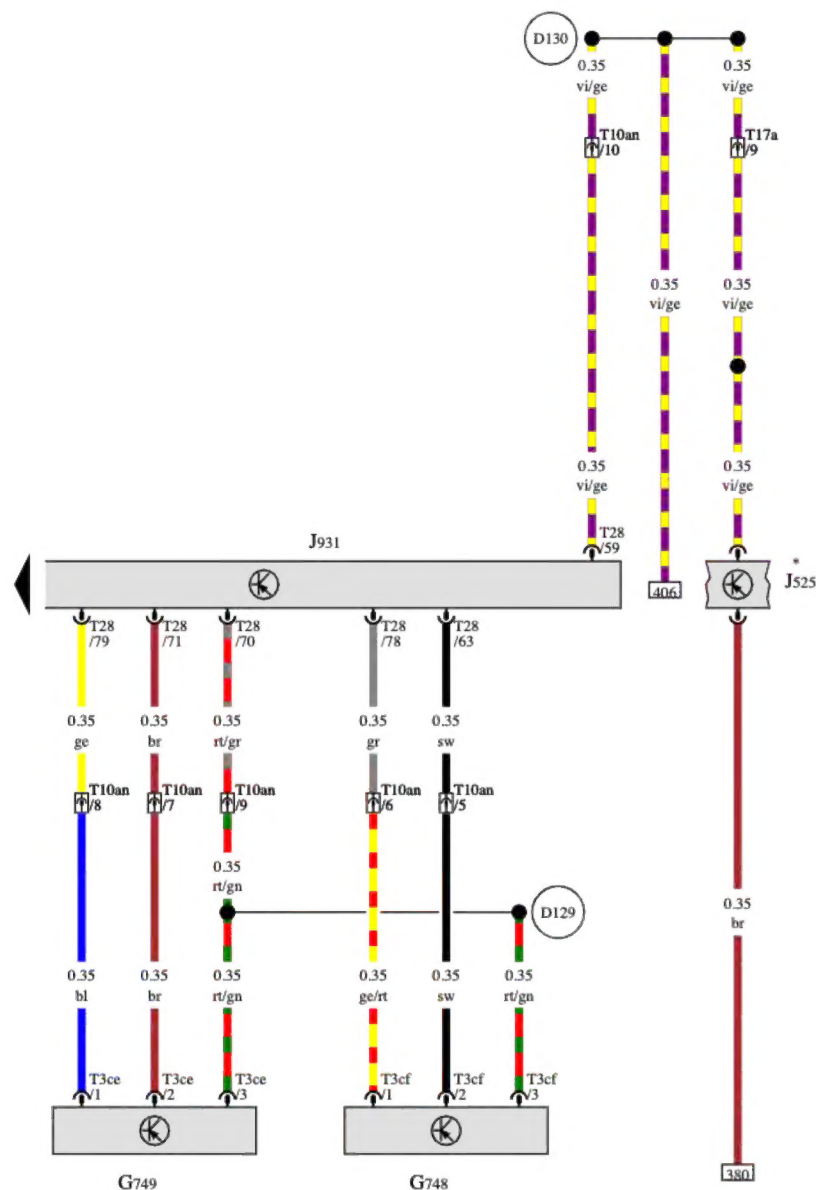 D130
0.35
vi/ge
0.35
vi/ge
T10an
/10
T17a
/9
0.35
vi/ge
0.35
vi/ge
0.35
vi/ge
0.35
vi/ge
J931
T28
/59
406
*
J525
T28
/79
T28
/71
T28
/70
T28
/78
T28
/63
0.35
ge
0.35
br
0.35
rt/gr
0.35
gr
0.35
sw
T10an
/8
T10an
/7
T10an
/9
T10an
/6
T10an
/5
0.35
rt/gn
D129
0.35
br
0.35
bl
0.35
br
0.35
rt/gn
0.35
ge/rt
0.35
sw
0.35
rt/gn
T3ce
/1
T3ce
/2
T3ce
/3
T3cf
/1
T3cf
/2
T3cf
/3
G749
G748
380